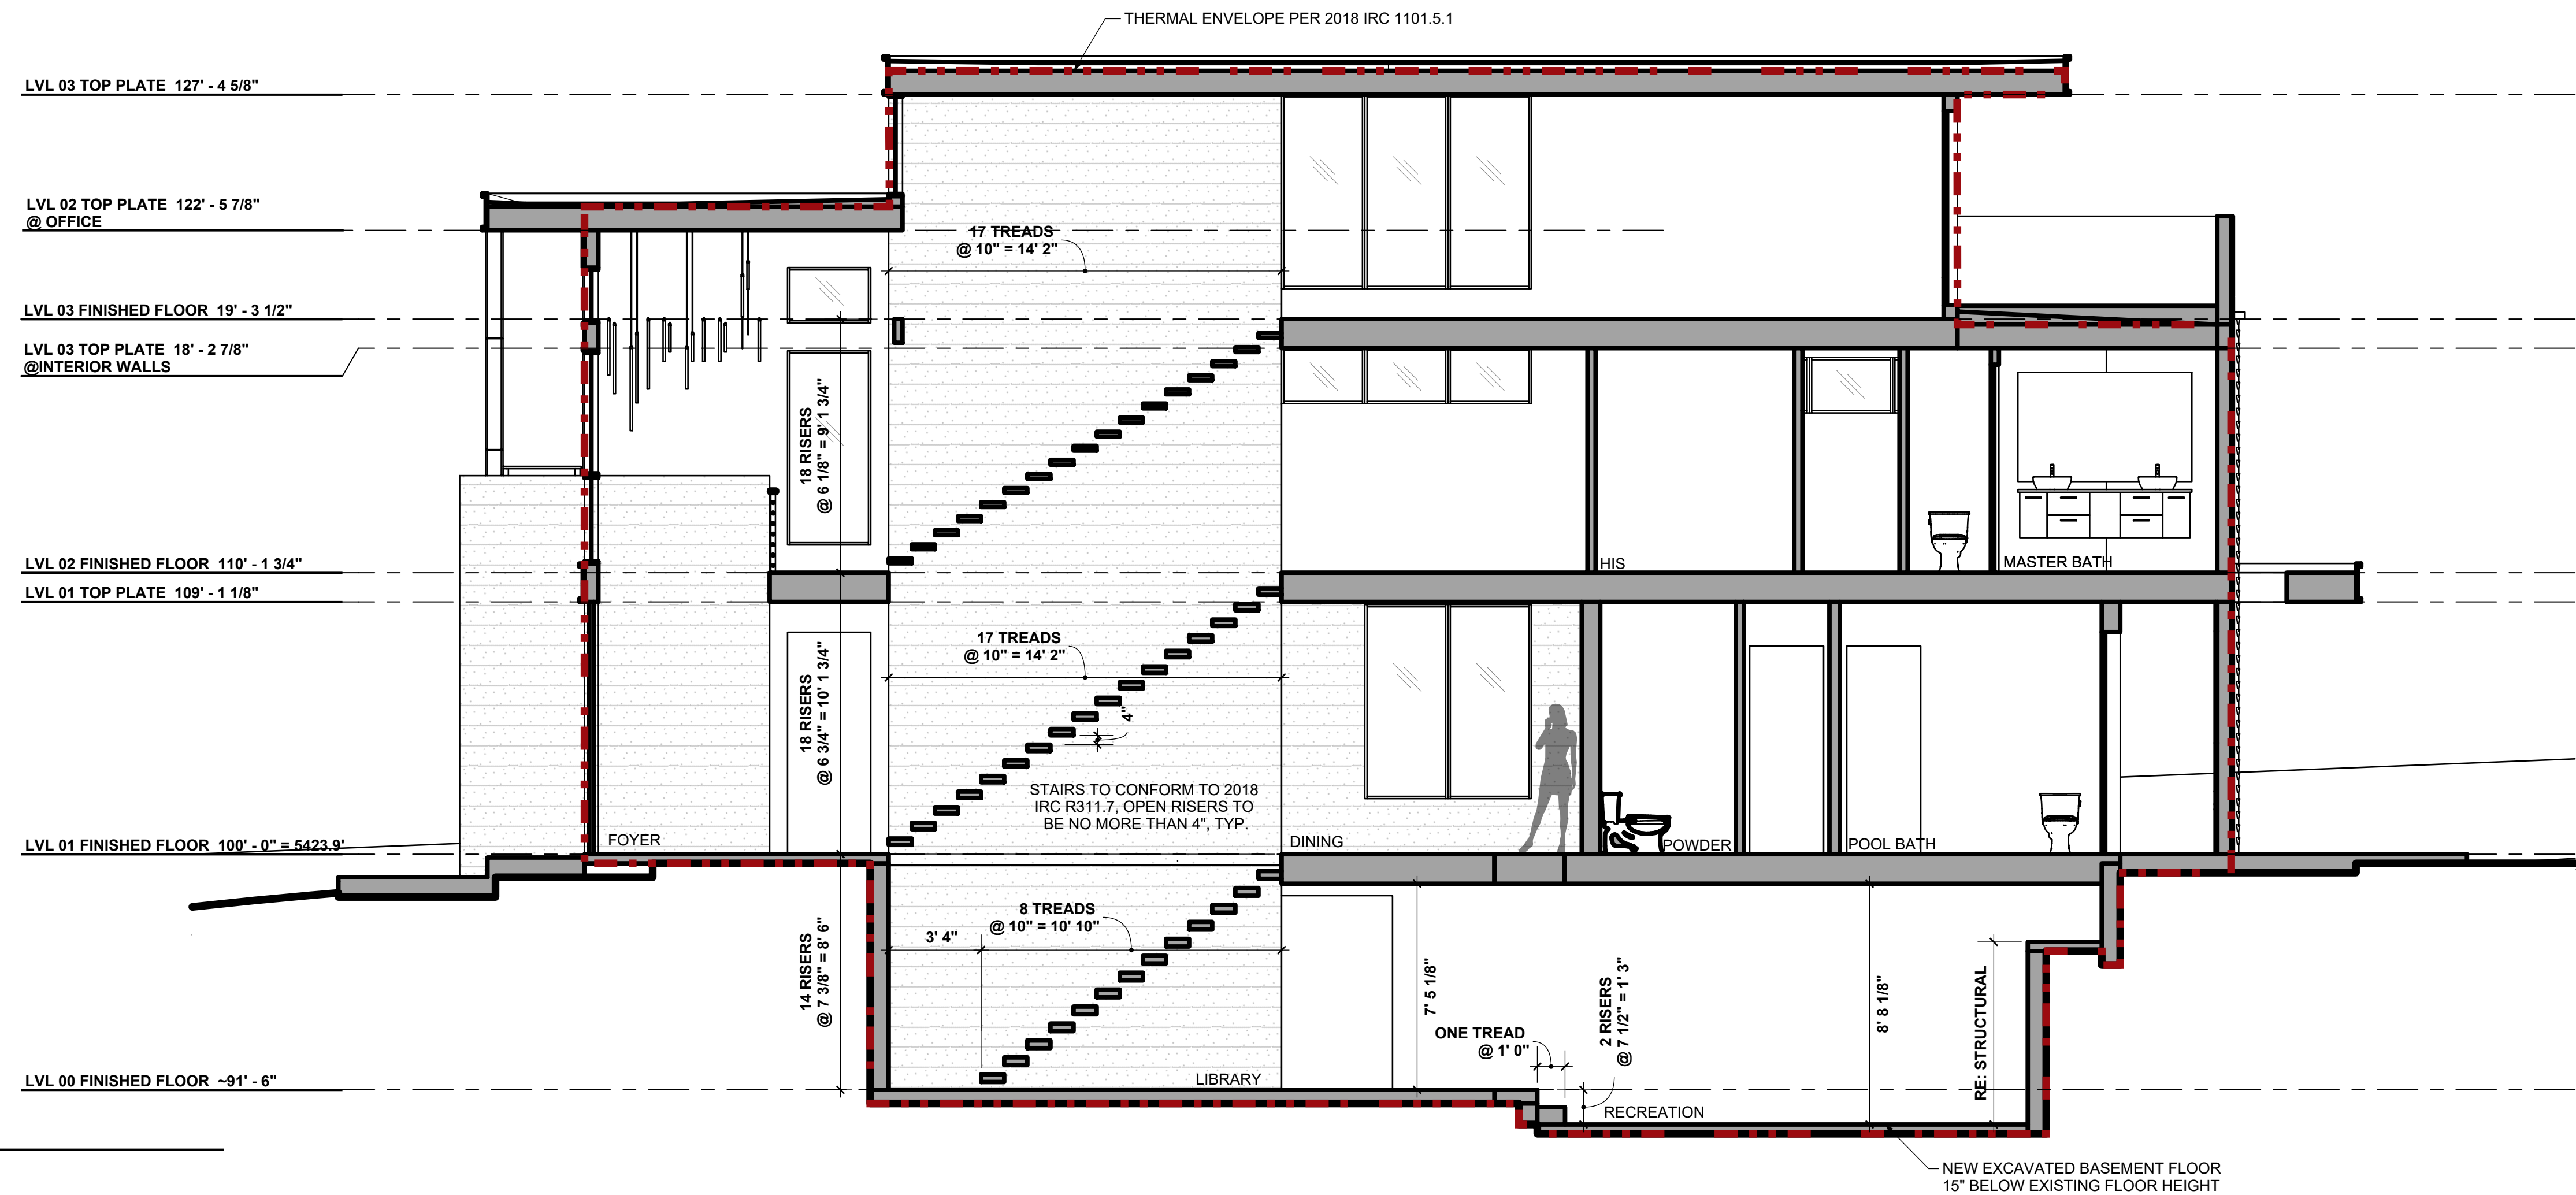 THERMAL ENVELOPE PER 2018 IRC 1101.5.1
LVL 03 TOP PLATE  127' - 4 5/8"
LVL 02 TOP PLATE  122' - 5 7/8"
@ OFFICE
17 TREADS
@ 10" = 14' 2"
LVL 03 FINISHED FLOOR  19' - 3 1/2"
LVL 03 TOP PLATE  18' - 2 7/8"
@INTERIOR WALLS
18 RISERS
@ 6 1/8" = 9' 1 3/4"
LVL 02 FINISHED FLOOR  110' - 1 3/4"
HIS
MASTER BATH
LVL 01 TOP PLATE  109' - 1 1/8"
17 TREADS
@ 10" = 14' 2"
18 RISERS
@ 6 3/4" = 10' 1 3/4"
4"
STAIRS TO CONFORM TO 2018
IRC R311.7, OPEN RISERS TO
BE NO MORE THAN 4", TYP.
LVL 01 FINISHED FLOOR  100' - 0" = 5423.9'
FOYER
DINING
POWDER
POOL BATH
8 TREADS
@ 10" = 10' 10"
3' 4"
14 RISERS
@ 7 3/8" = 8' 6"
7' 5 1/8"
ONE TREAD
@ 1' 0"
2 RISERS
@ 7 1/2" = 1' 3"
8' 8 1/8"
RE: STRUCTURAL
LVL 00 FINISHED FLOOR  ~91' - 6"
LIBRARY
RECREATION
NEW EXCAVATED BASEMENT FLOOR
15" BELOW EXISTING FLOOR HEIGHT